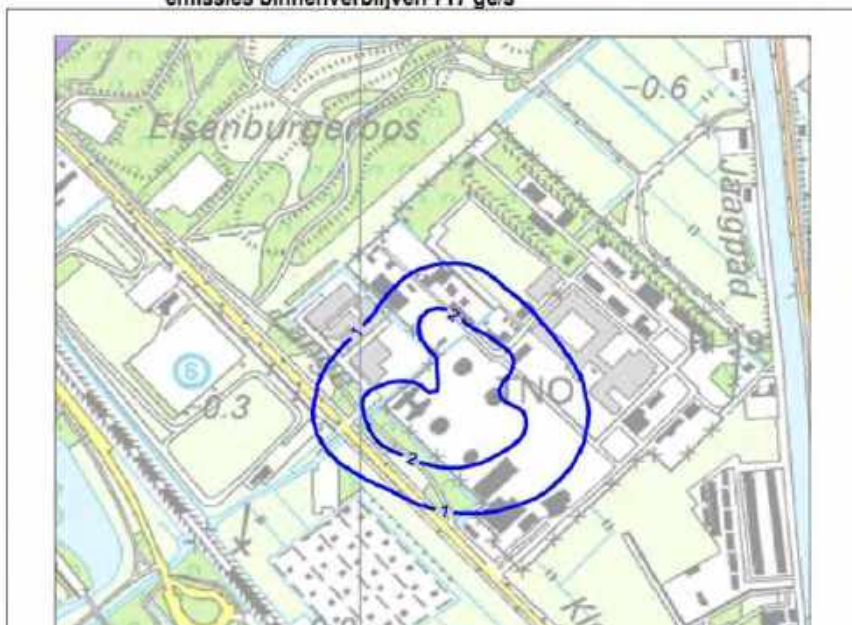 emissies binnenverblijven 717 ge/s
Elsenburgerbos
-0.6
Jaagpad
2
1
6
TNO
-0.3
2
1